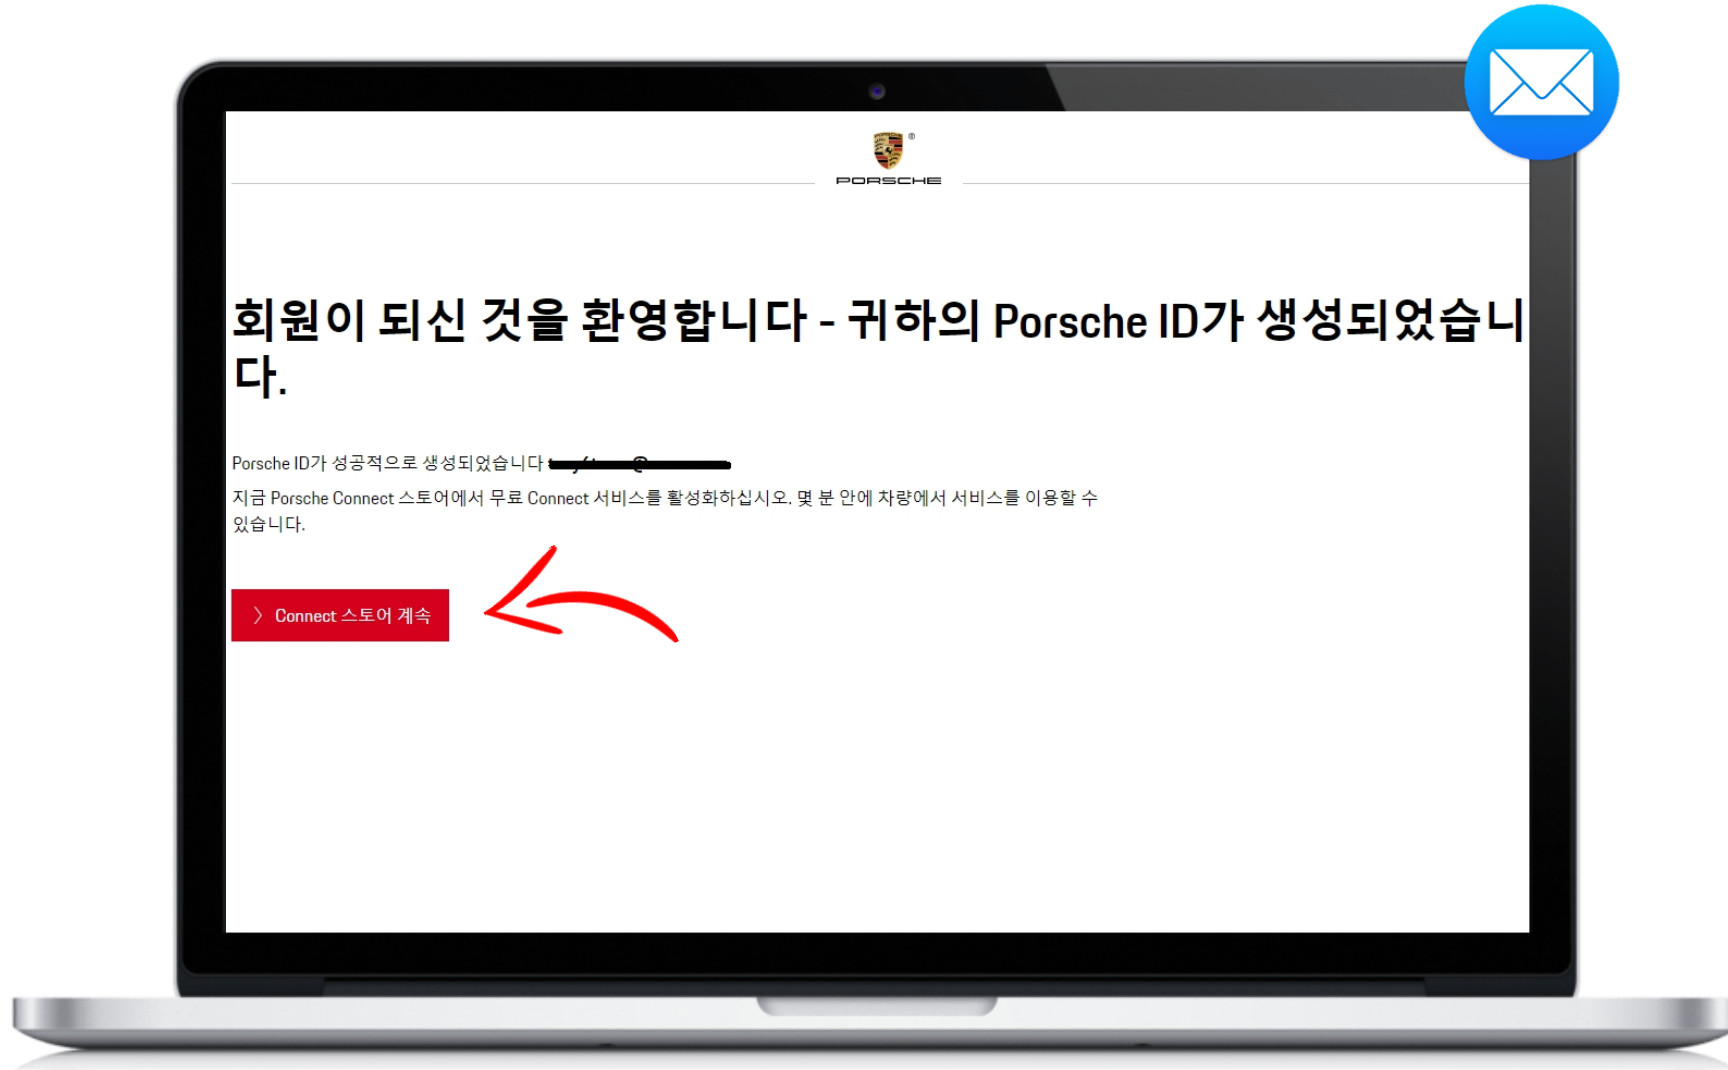 PORSCHE
회원이 되신 것을 환영합니다 - 귀하의 Porsche ID가 생성되었습니
다.
Porsche ID가 성공적으로 생성되었습니다
지금 Porsche Connect 스토어에서 무료 Connect 서비스를 활성화하십시오. 몇 분 안에 차량에서 서비스를 이용할 수
있습니다.
Connect 스토어 계속